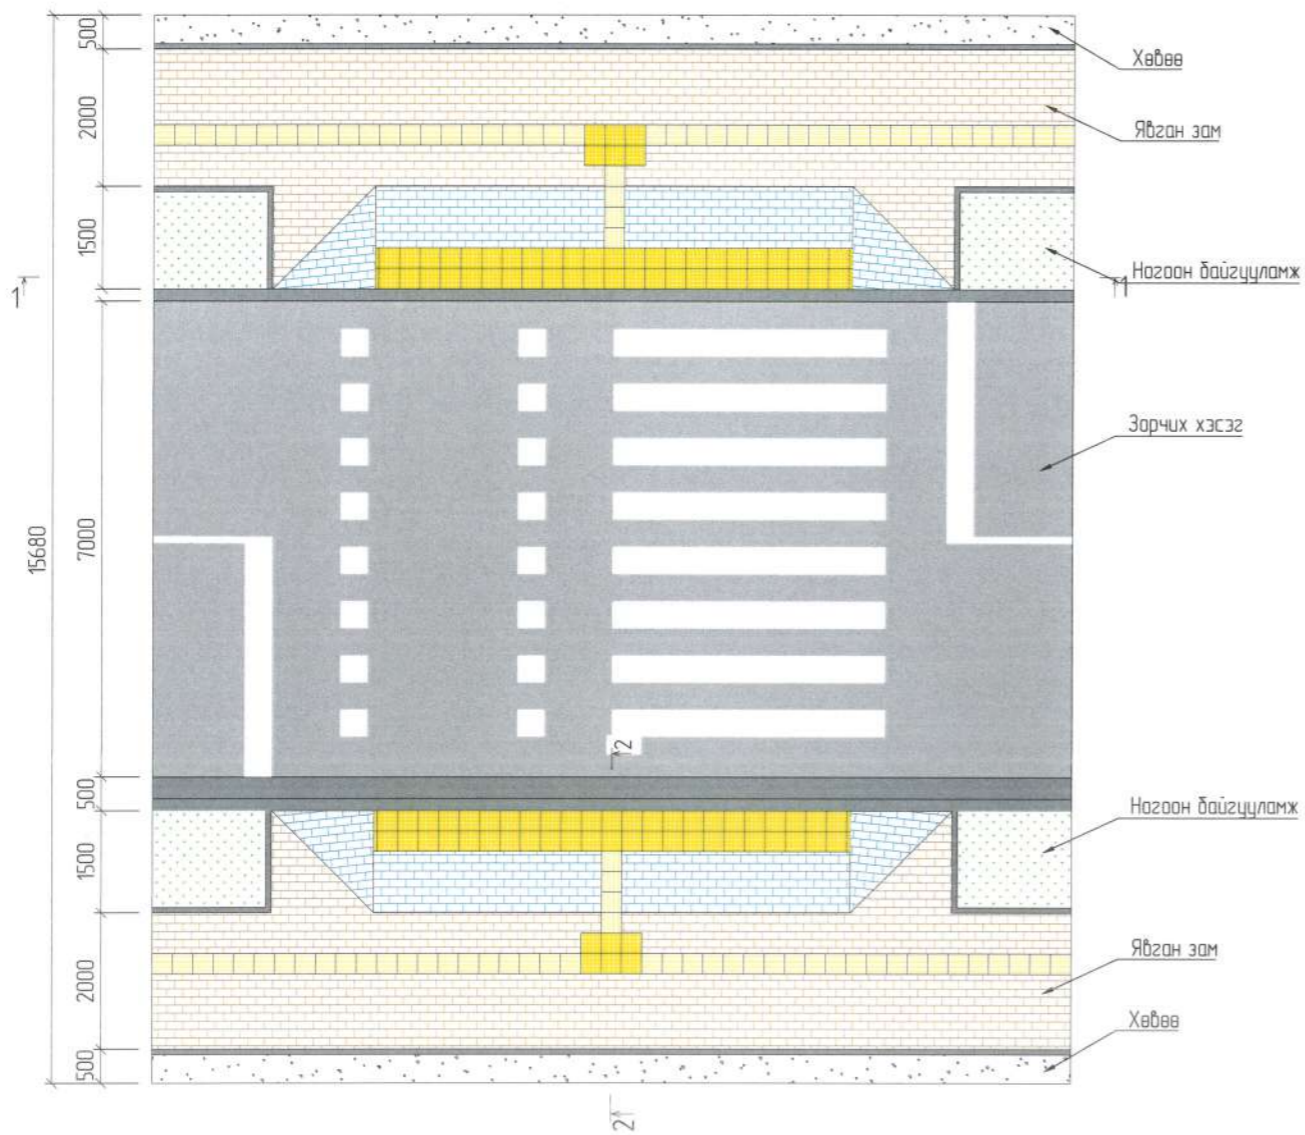 500
2000
1500
7000
500
1500
2000
500
15680
Хөвөө
Явган зам
Ногоон байгууламж
Зорчих хэсэг
Ногоон байгууламж
Явган зам
Хөвөө
1
1
2
2